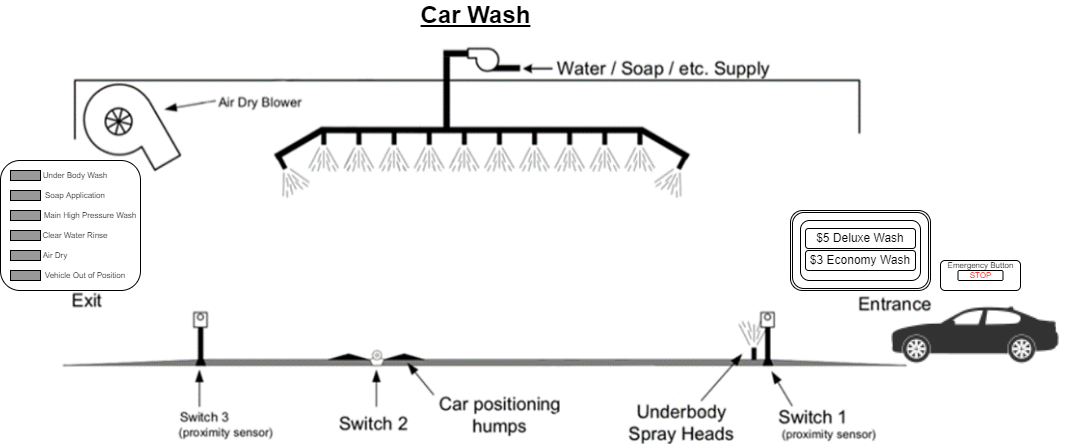 Car Wash
Water / Soap / etc. Supply
Air Dry Blower
Under Body Wash
Soap Application
Main High Pressure Wash
Clear Water Rinse
Air Dry
Vehicle Out of Position
Exit
$5 Deluxe Wash
$3 Economy Wash
Emergency Button
STOP
Entrance
Switch 3
(proximity sensor)
Switch 2
Car positioning
humps
Underbody
Spray Heads
Switch 1
(proximity sensor)